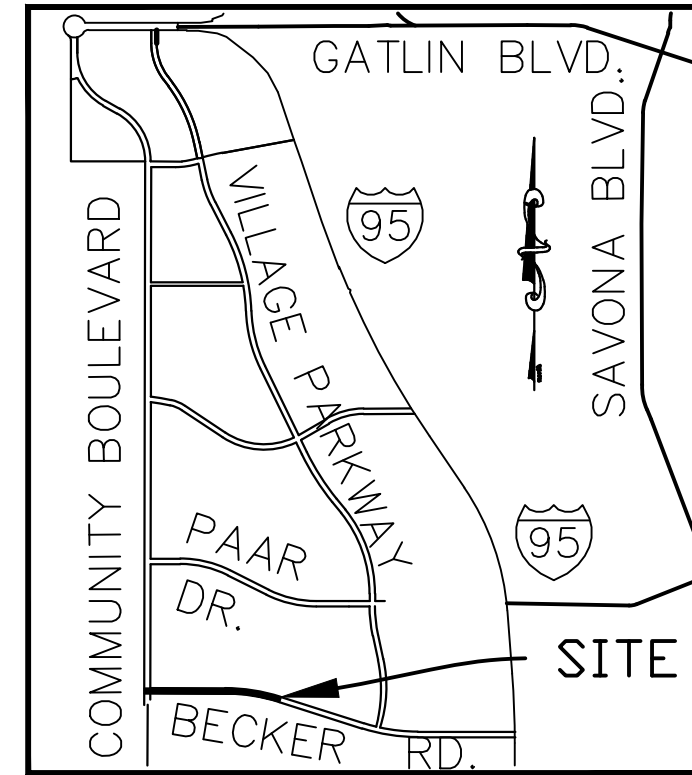 GATLIN BLVD.
SAVONA BLVD.
95
COMMUNITY BOULEVARD
VILLAGE PARKWAY
95
PAAR
DR.
SITE
BECKER RD.